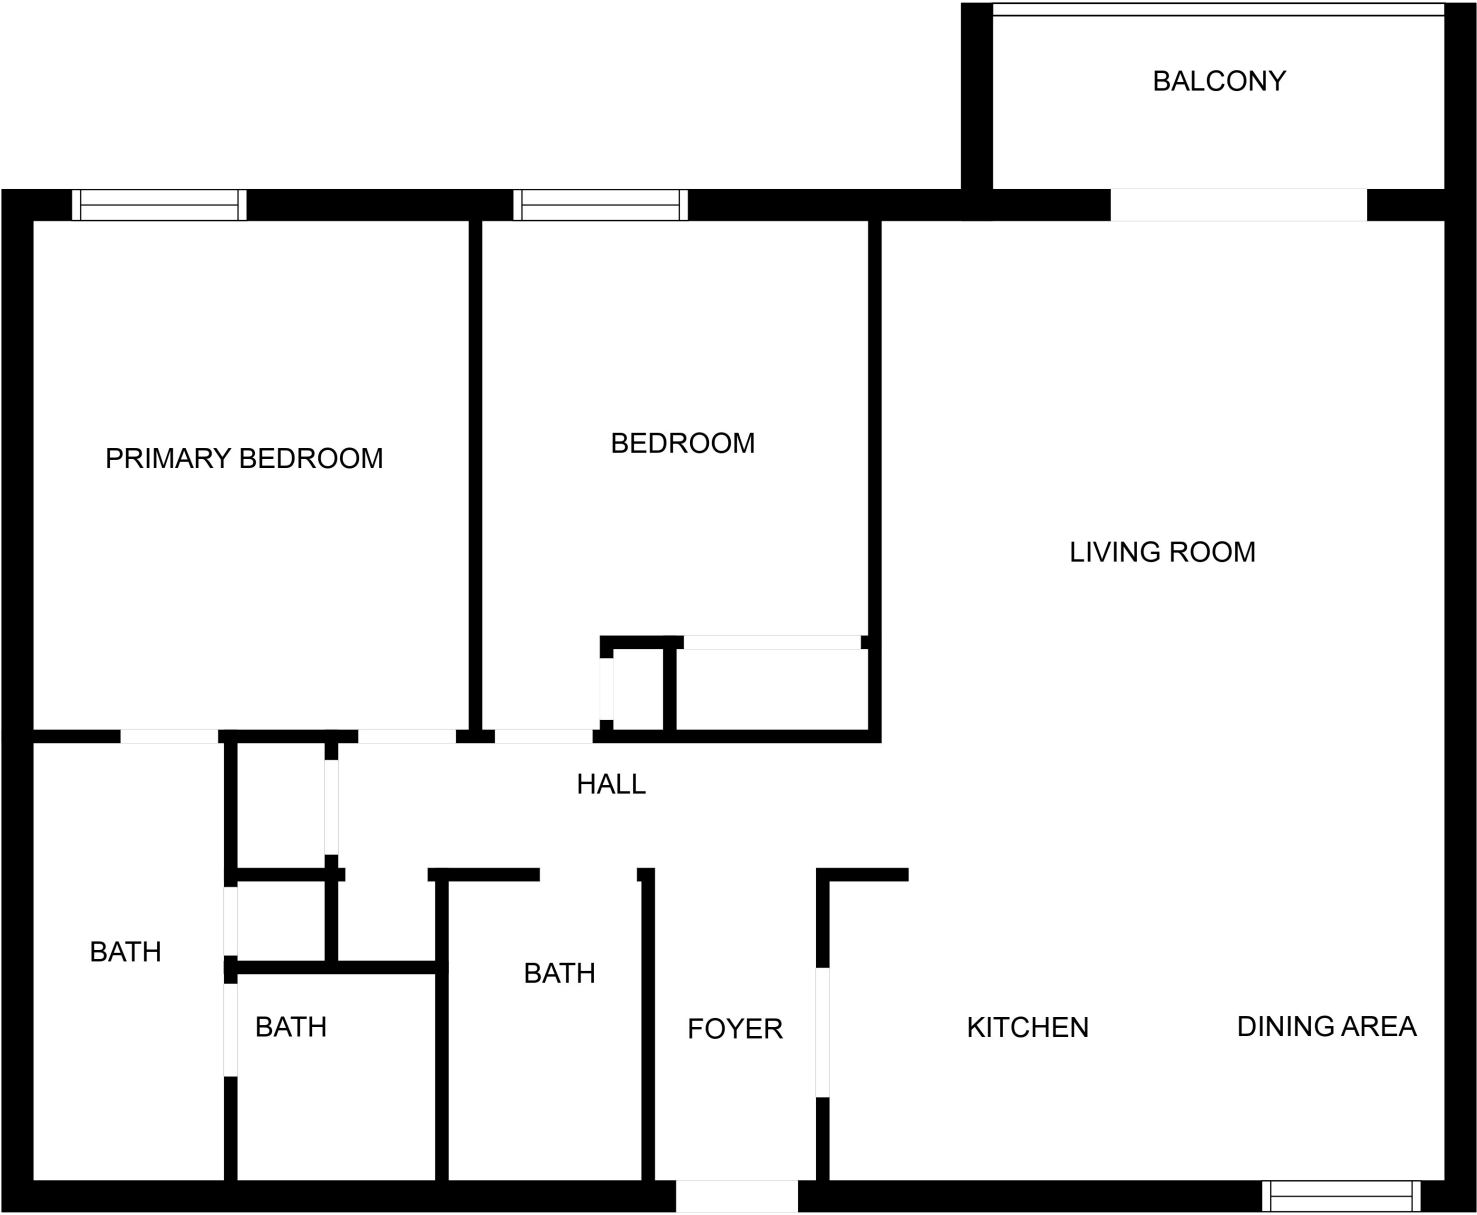 BALCONY
PRIMARY BEDROOM
BEDROOM
LIVING ROOM
HALL
BATH
BATH
BATH
FOYER
KITCHEN
DINING AREA